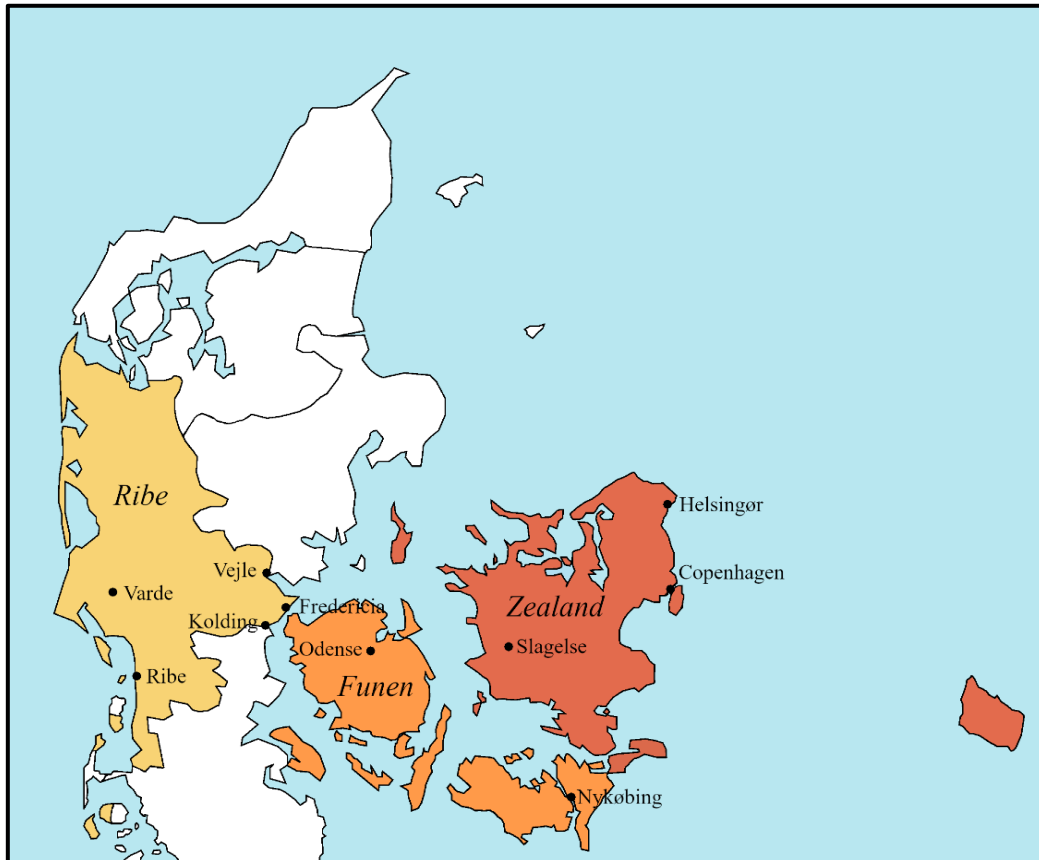 Ribe
Helsingør
Vejle
Copenhagen
Varde
Fredericia
Zealand
Kolding
Slagelse
Odense
Ribe
Funen
Nykøbing